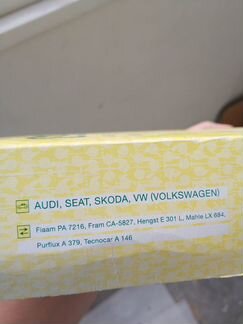 AUDI, SEAT, SKODA, VW (VOLKSWAGEN)
Fiaam PA 7216, Fram CA-5827, Hengst E 301 L, Mahle LX 684,
Purflux A 379, Tecnocar A 146